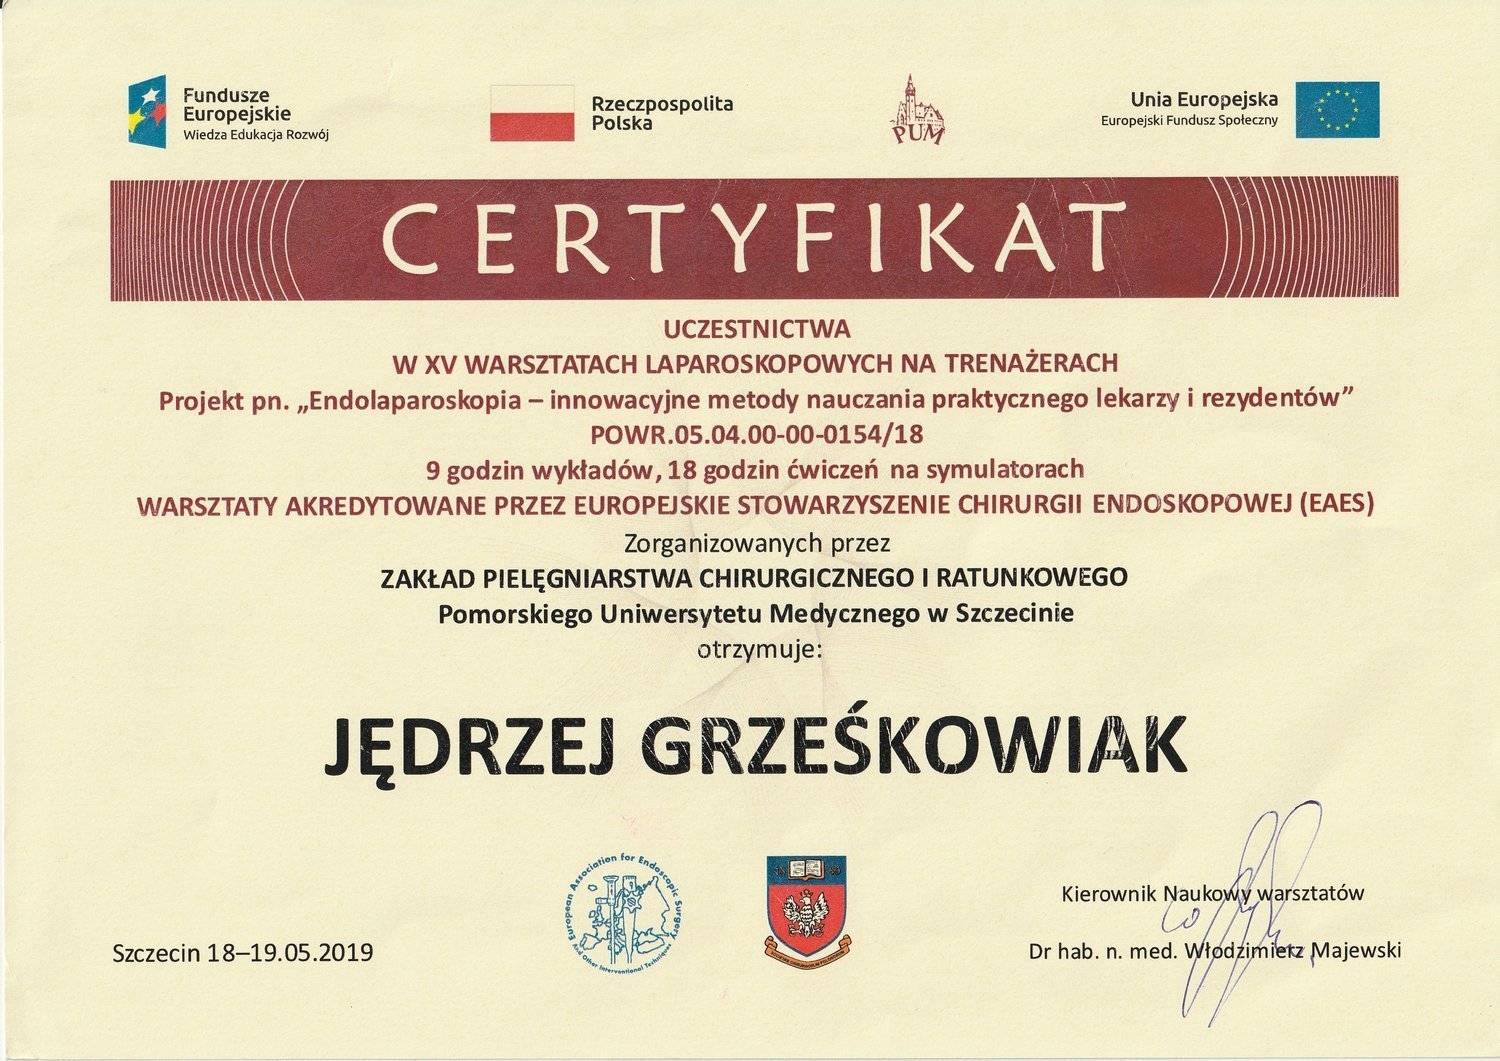 Fundusze
Europejskie
Wiedza Edukacja Rozwój
Rzeczpospolita
Polska
PUM
Unia Europejska
Europejski Fundusz Społeczny
CERTYFIKAT
UCZESTNICTWA
W XV WARSZTATACH LAPAROSKOPOWYCH NA TRENAŻERACH
Projekt pn. „Endolaparoskopia – innowacyjne metody nauczania praktycznego lekarzy i rezydentów”
POWR.05.04.00-00-0154/18
9 godzin wykładów, 18 godzin ćwiczeń na symulatorach
WARSZTATY AKREDYTOWANE PRZEZ EUROPEJSKIE STOWARZYSZENIE CHIRURGII ENDOSKOPOWEJ (EAES)
Zorganizowanych przez
ZAKŁAD PIELĘGNIARSTWA CHIRURGICZNEGO I RATUNKOWEGO
Pomorskiego Uniwersytetu Medycznego w Szczecinie
otrzymuje:
JĘDRZEJ GRZEŚKOWIAK
European Association for Endoscopic Surgery
and Other Interventional Techniques
Kierownik Naukowy warsztatów
Dr hab. n. med. Włodzimierz Majewski
Szczecin 18–19.05.2019